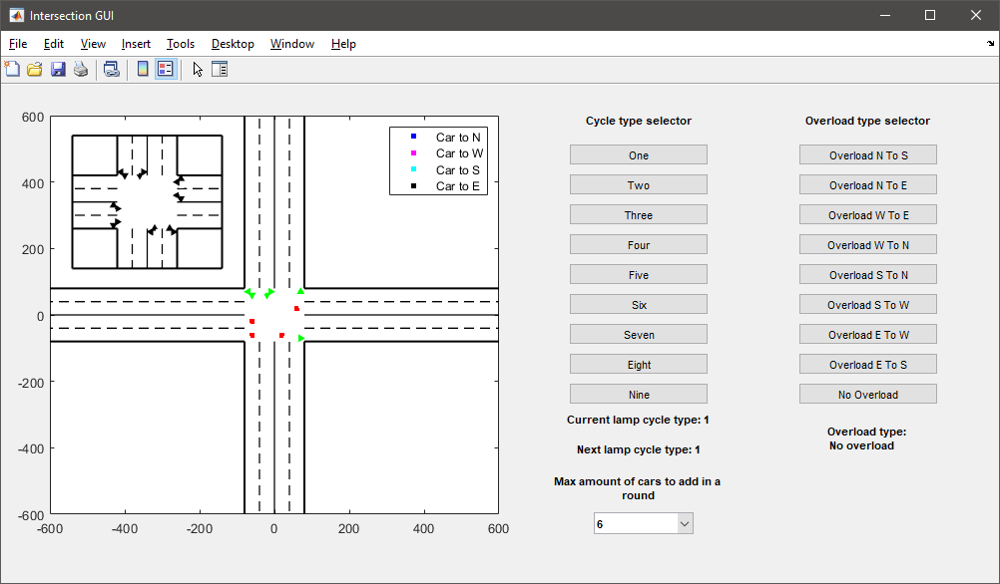 Intersection GUI
File Edit View Insert Tools Desktop Window Help
600
400
200
0
-200
-400
-600
-600 -400 -200 0 200 400 600
Car to N
Car to W
Car to S
Car to E
Cycle type selector
One
Two
Three
Four
Five
Six
Seven
Eight
Nine
Current lamp cycle type: 1
Next lamp cycle type: 1
Max amount of cars to add in a
round
6
Overload type selector
Overload N To S
Overload N To E
Overload W To E
Overload W To N
Overload S To N
Overload S To W
Overload E To W
Overload E To S
No Overload
Overload type:
No overload